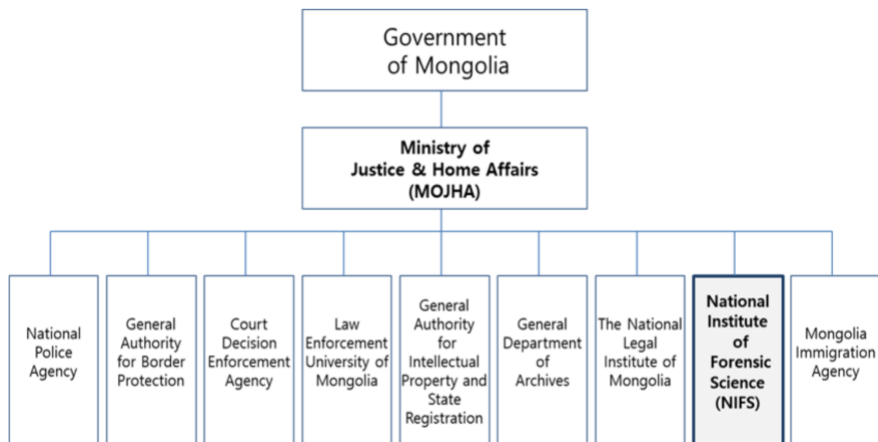 Government
of Mongolia
Ministry of
Justice & Home Affairs
(MOJHA)
National
Police
Agency
General
Authority
for Border
Protection
Court
Decision
Enforcement
Agency
Law
Enforcement
University of
Mongolia
General
Authority
for
Intellectual
Property and
State
Registration
General
Department
of
Archives
The National
Legal
Institute of
Mongolia
National
Institute
of
Forensic
Science
(NIFS)
Mongolia
Immigration
Agency